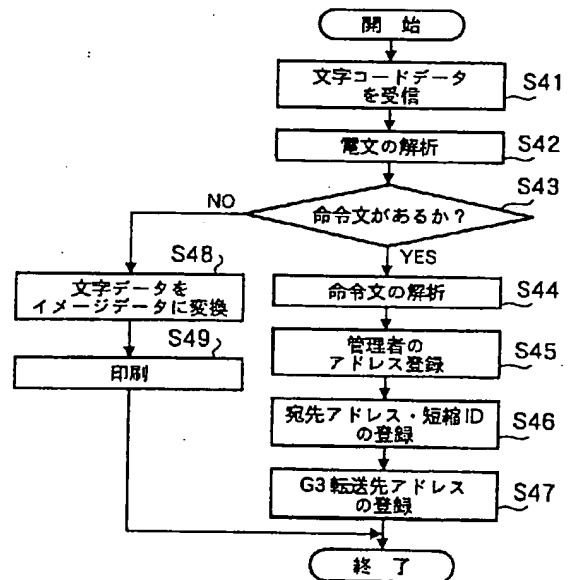 開 始
文字コードデータ
を受信
S41
電文の解析
S42
命令文があるか？
S43
NO
YES
文字データを
イメージデータに変換
S48
印刷
S49
命令文の解析
S44
管理者の
アドレス登録
S45
宛先アドレス・短縮ID
の登録
S46
G3転送先アドレス
の登録
S47
終 了